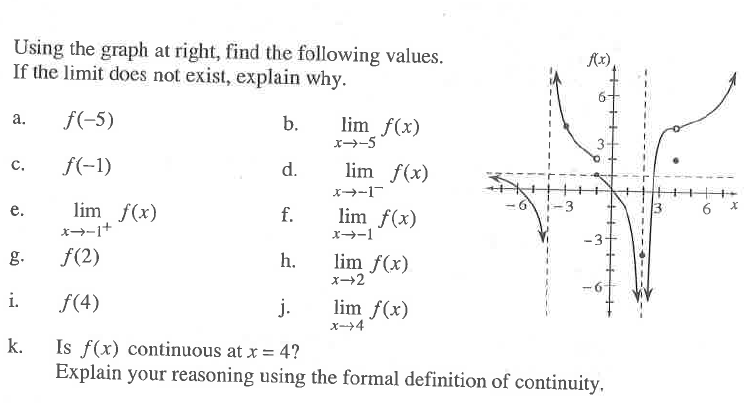 Using the graph at right, find the following values.
If the limit does not exist, explain why.
a. f(−5)
b. lim f(x)
x→−5
c. f(−1)
d. lim f(x)
x→−1⁻
e. lim f(x)
x→−1⁺
f. lim f(x)
x→−1
g. f(2)
h. lim f(x)
x→2
i. f(4)
j. lim f(x)
x→4
k. Is f(x) continuous at x = 4?
Explain your reasoning using the formal definition of continuity.
f(x)
6
3
−6 −3 3 6 x
−3
−6